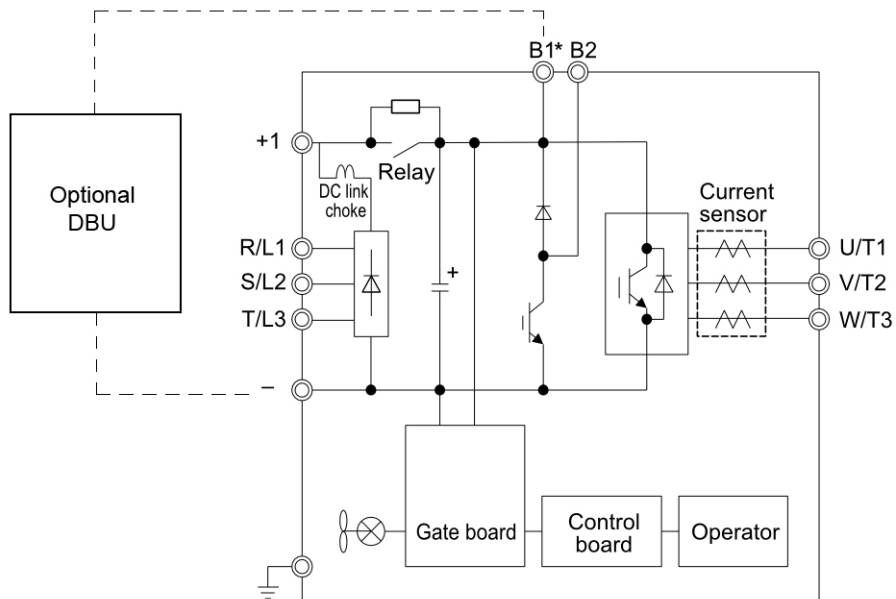 B1* B2
+1
Relay
DC link
choke
Optional
DBU
Current
sensor
R/L1
S/L2
T/L3
+
U/T1
V/T2
W/T3
–
Gate board
Control
board
Operator